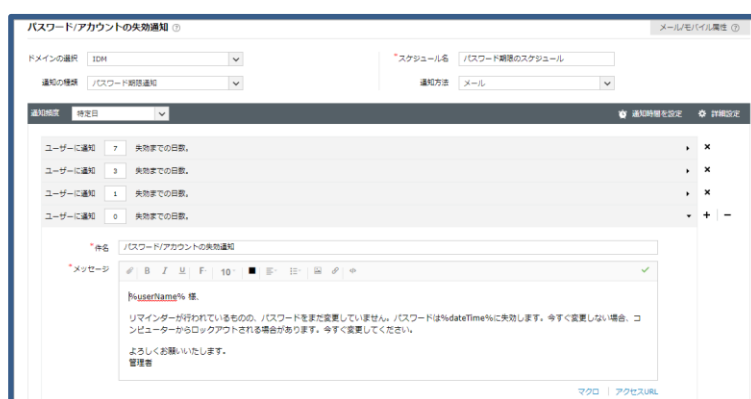 パスワード/アカウントの失効通知
メール/モバイル属性
ドメインの選択 IDM *スケジュール名 パスワード期限のスケジュール
通知の種類 パスワード期限通知 通知方法 メール
通知頻度 特定日 通知時間を設定 詳細設定
ユーザーに通知 7 失効までの日数。
ユーザーに通知 3 失効までの日数。
ユーザーに通知 1 失効までの日数。
ユーザーに通知 0 失効までの日数。
*件名 パスワード/アカウントの失効通知
*メッセージ B I U F 10
%userName% 様、
リマインダーが行われているものの、パスワードをまだ変更していません。パスワードは%dateTime%に失効します。今すぐ変更しない場合、コ
ンピューターからロックアウトされる場合があります。今すぐ変更してください。
よろしくお願いいたします。
管理者
マクロ | アクセスURL